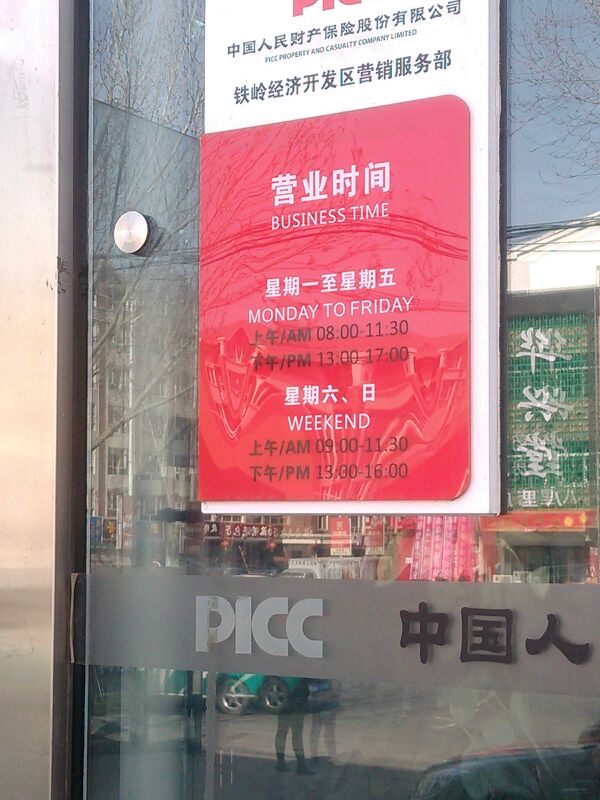 PICC
中国人民财产保险股份有限公司
PICC PROPERTY AND CASUALTY COMPANY LIMITED
铁岭经济开发区营销服务部
营业时间
BUSINESS TIME
星期一至星期五
MONDAY TO FRIDAY
上午/AM 08:00-11:30
下午/PM 13:00-17:00
星期六、日
WEEKEND
上午/AM 09:00-11:30
下午/PM 13:00-16:00
PICC 中国人